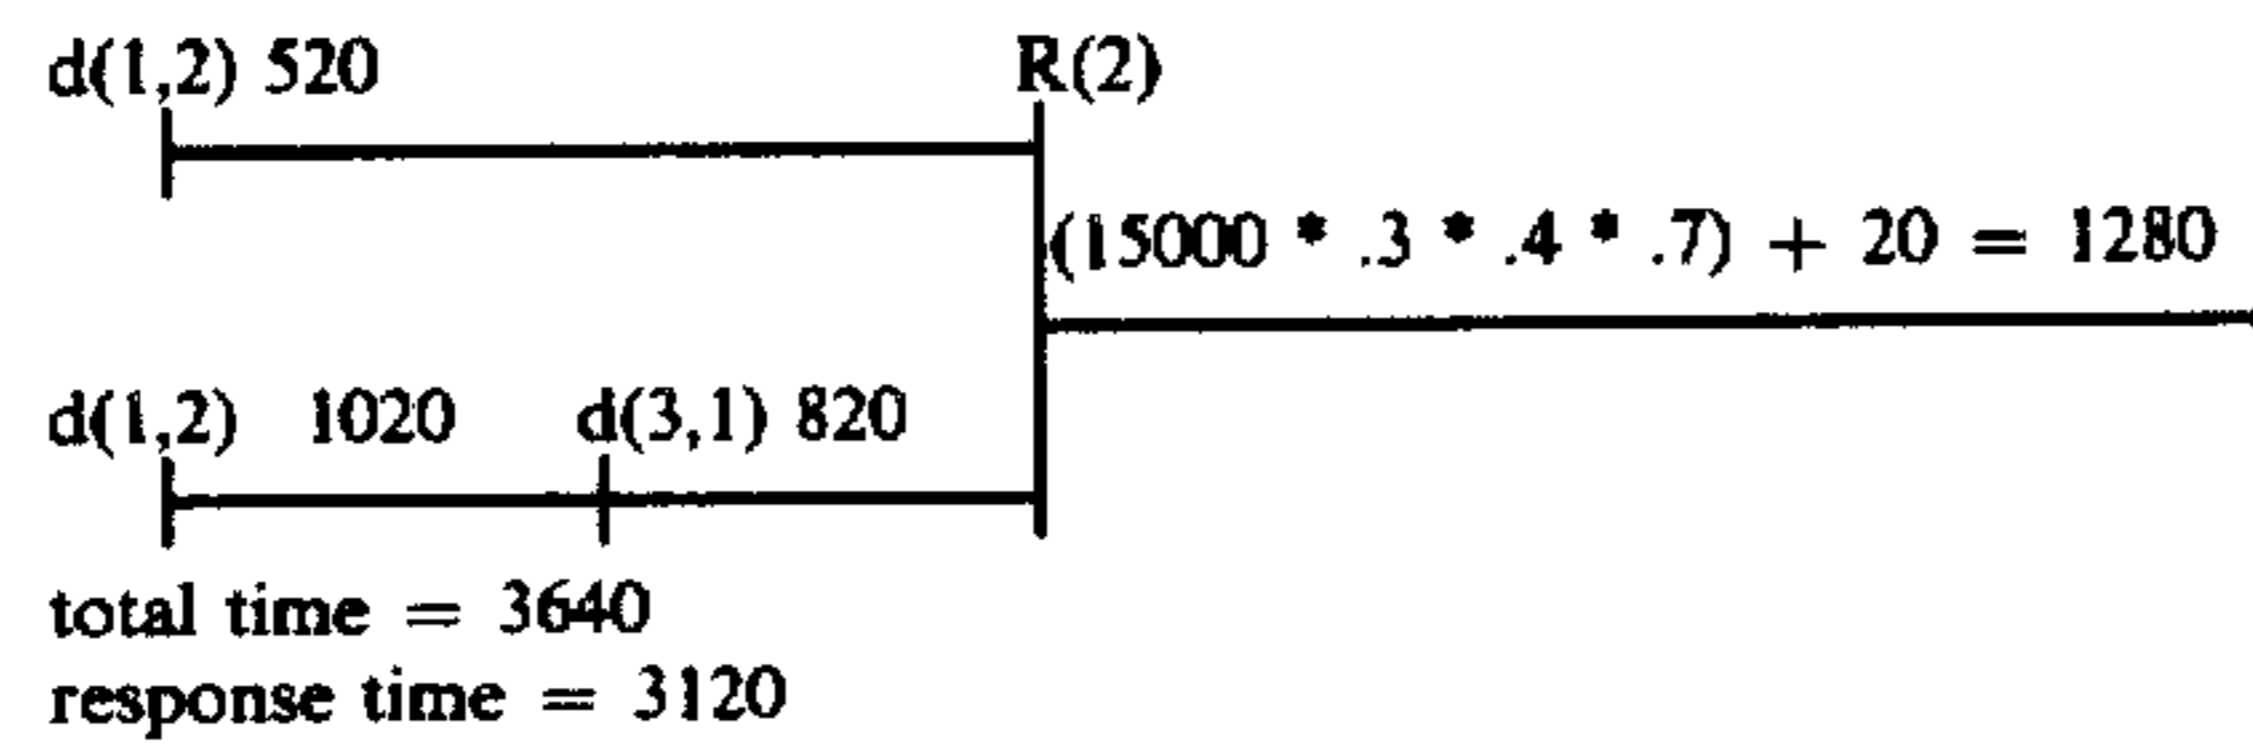 d(1,2) 520 R(2)
(15000 * .3 * .4 * .7) + 20 = 1280
d(1,2) 1020 d(3,1) 820
total time = 3640
response time = 3120